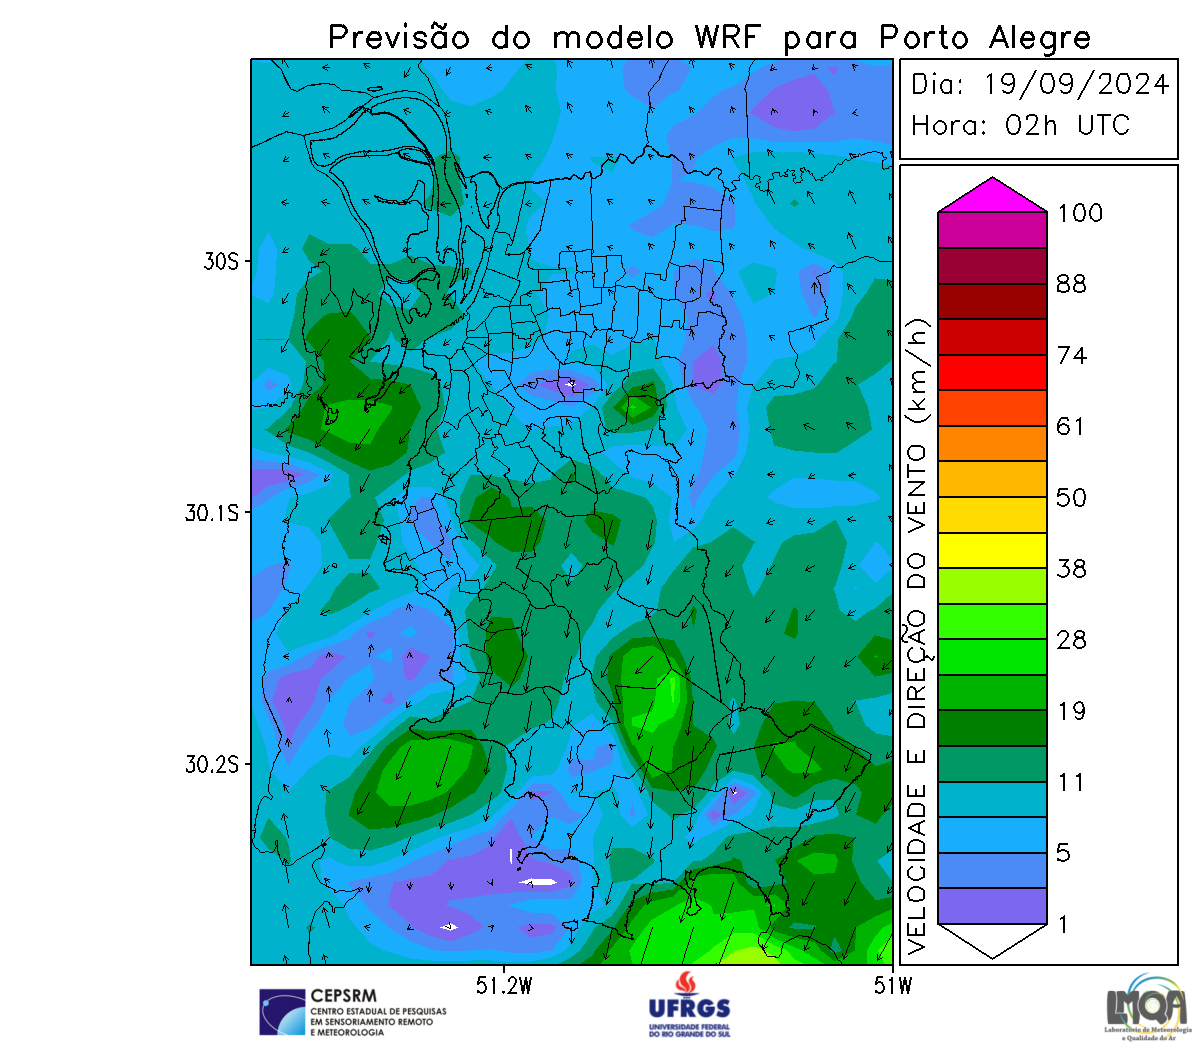 Previsão do modelo WRF para Porto Alegre
Dia: 19/09/2024
Hora: 02h UTC
30S
30.1S
30.2S
51.2W
51W
VELOCIDADE E DIREÇÃO DO VENTO (km/h)
100
88
74
61
50
38
28
19
11
5
1
CEPSRM
CENTRO ESTADUAL DE PESQUISAS
EM SENSORIAMENTO REMOTO
E METEOROLOGIA
UFRGS
UNIVERSIDADE FEDERAL
DO RIO GRANDE DO SUL
LMQA
Laboratório de Meteorologia
e Qualidade do Ar